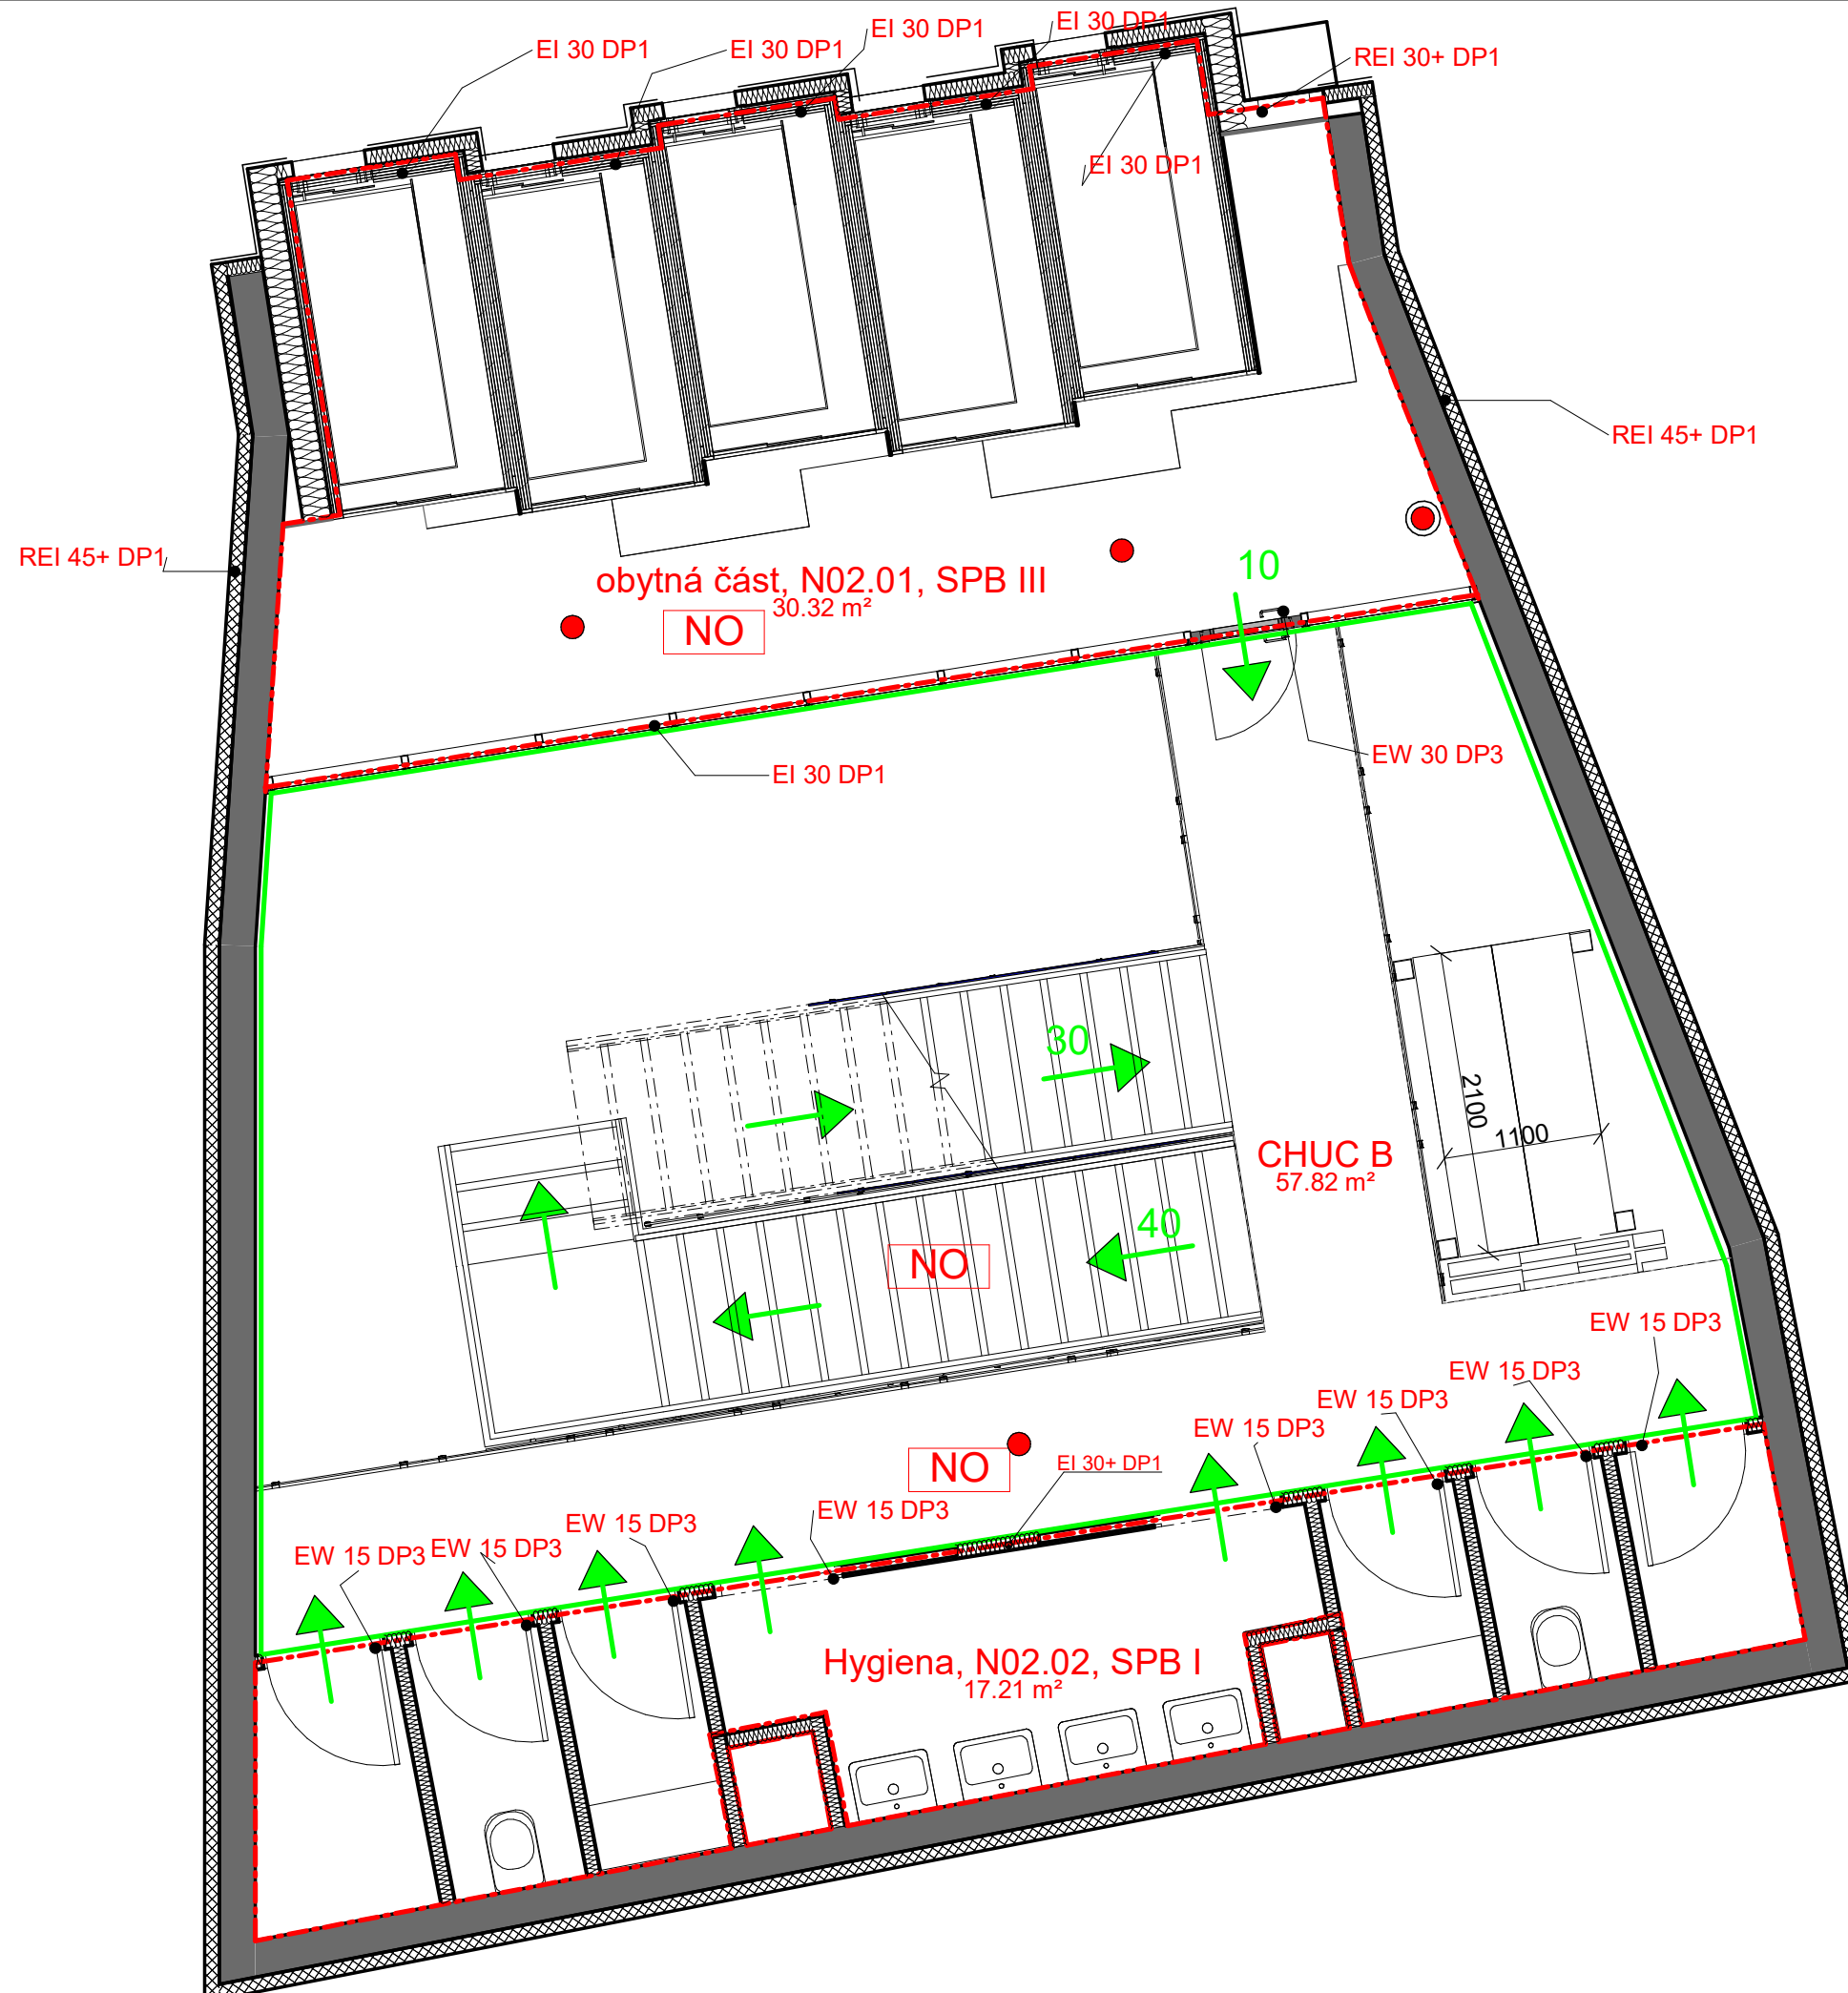 EI 30 DP1
EI 30 DP1
EI 30 DP1
EI 30 DP1
REI 30+ DP1
EI 30 DP1
REI 45+ DP1
REI 45+ DP1
10
obytná část, N02.01, SPB III
30.32 m²
NO
EW 30 DP3
EI 30 DP1
30
2100
1100
CHUC B
57.82 m²
40
NO
EW 15 DP3
EW 15 DP3
EW 15 DP3
EW 15 DP3
NO
EI 30+ DP1
EW 15 DP3
EW 15 DP3
EW 15 DP3
EW 15 DP3
Hygiena, N02.02, SPB I
17.21 m²